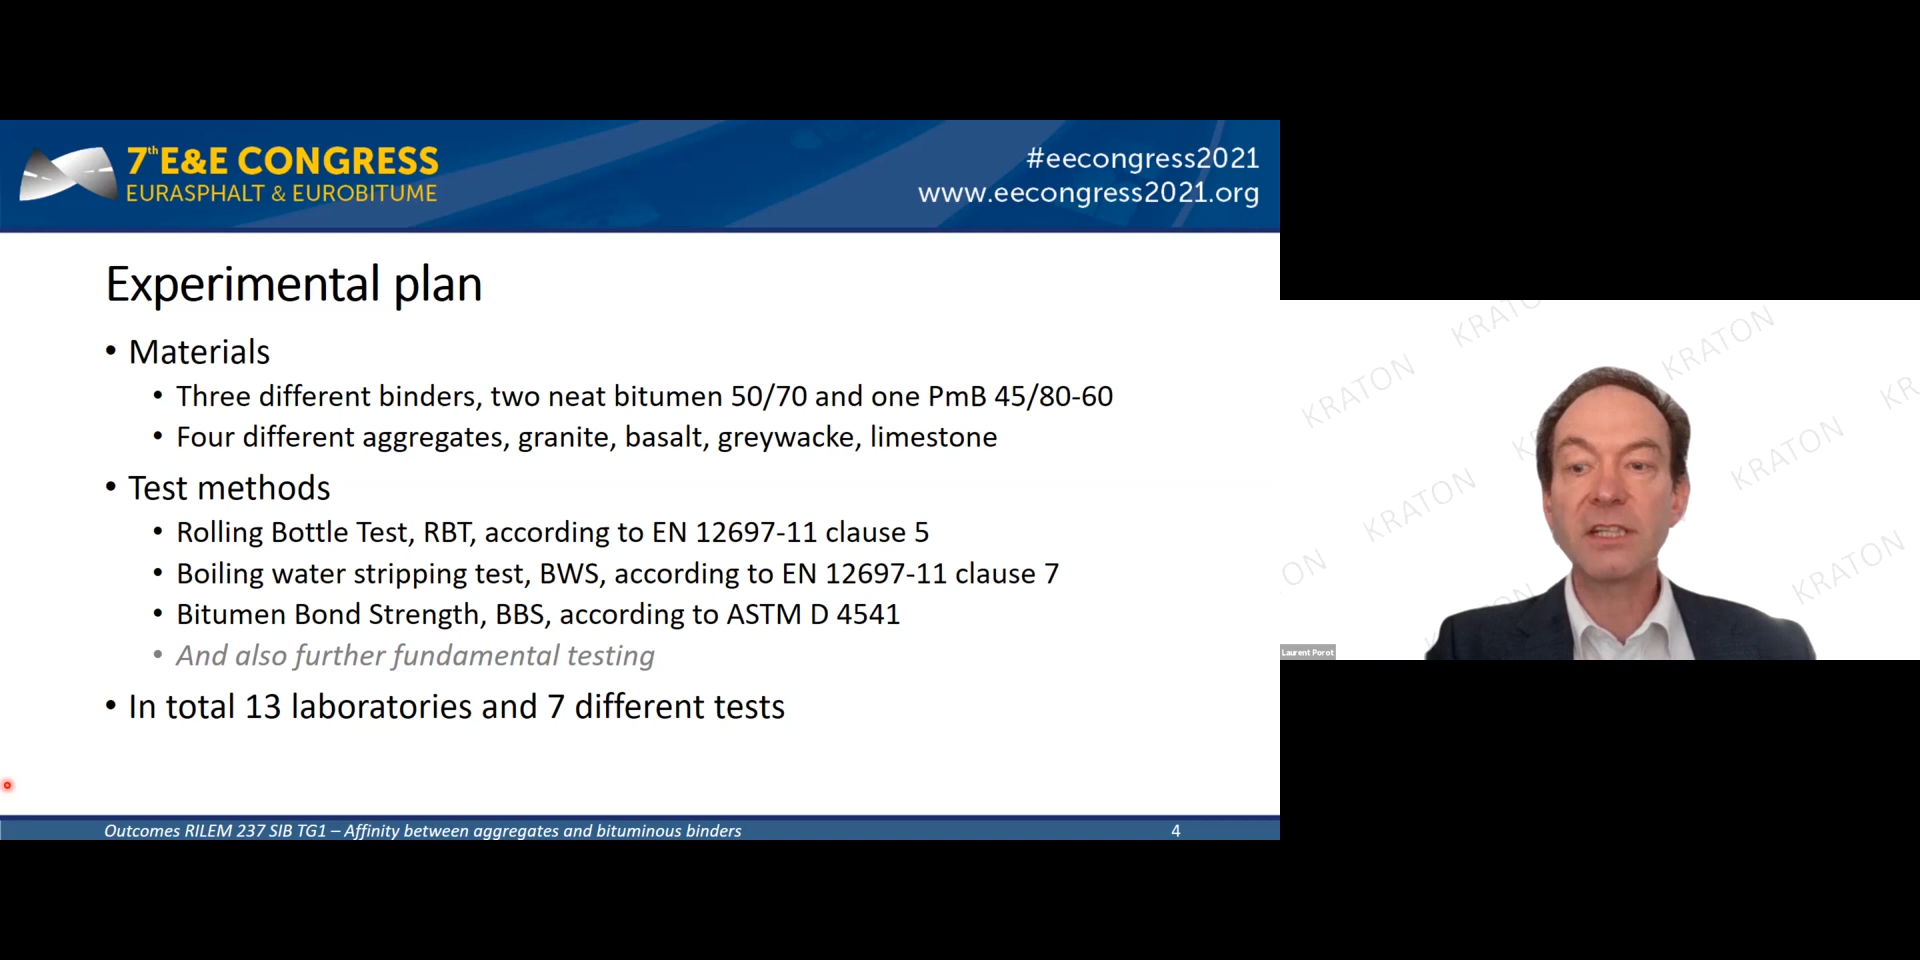 7th E&E CONGRESS
EURASPHALT & EUROBITUME
#eecongress2021
www.eecongress2021.org
Experimental plan
• Materials
• Three different binders, two neat bitumen 50/70 and one PmB 45/80-60
• Four different aggregates, granite, basalt, greywacke, limestone
• Test methods
• Rolling Bottle Test, RBT, according to EN 12697-11 clause 5
• Boiling water stripping test, BWS, according to EN 12697-11 clause 7
• Bitumen Bond Strength, BBS, according to ASTM D 4541
• And also further fundamental testing
• In total 13 laboratories and 7 different tests
Outcomes RILEM 237 SIB TG1 – Affinity between aggregates and bituminous binders
4
KRATON
KRATON
KRATON
KRATON
KRATON
KRATON
Laurent Porot